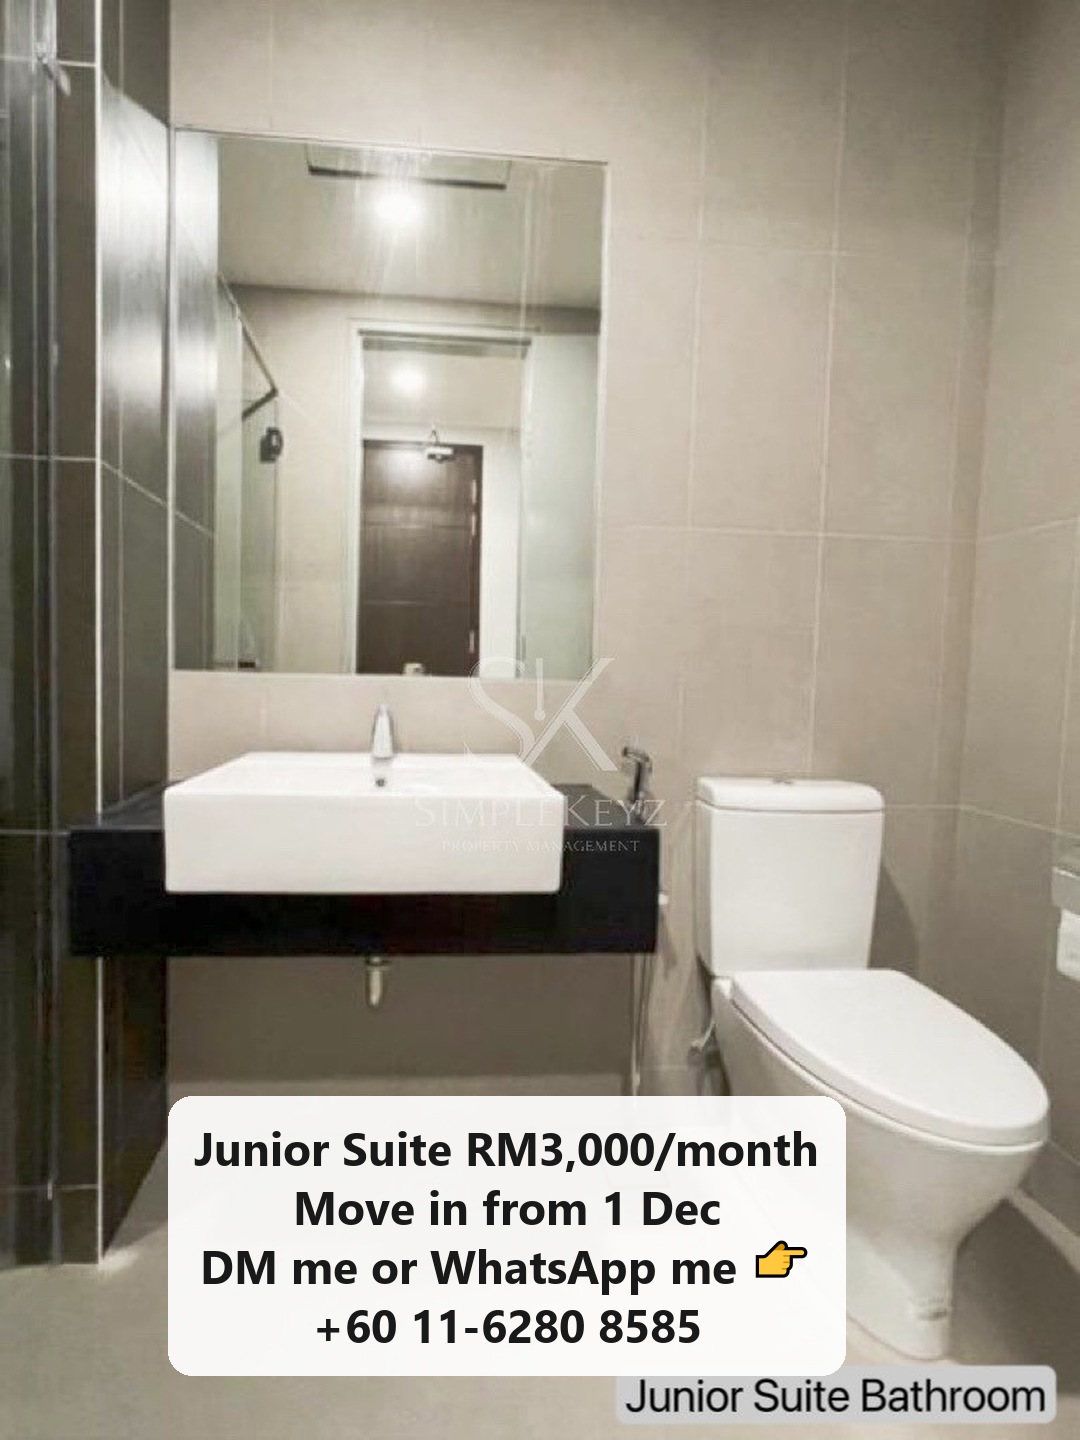 SK
SIMPLEKEYZ
PROPERTY MANAGEMENT
Junior Suite RM3,000/month
Move in from 1 Dec
DM me or WhatsApp me 👉
+60 11-6280 8585
Junior Suite Bathroom